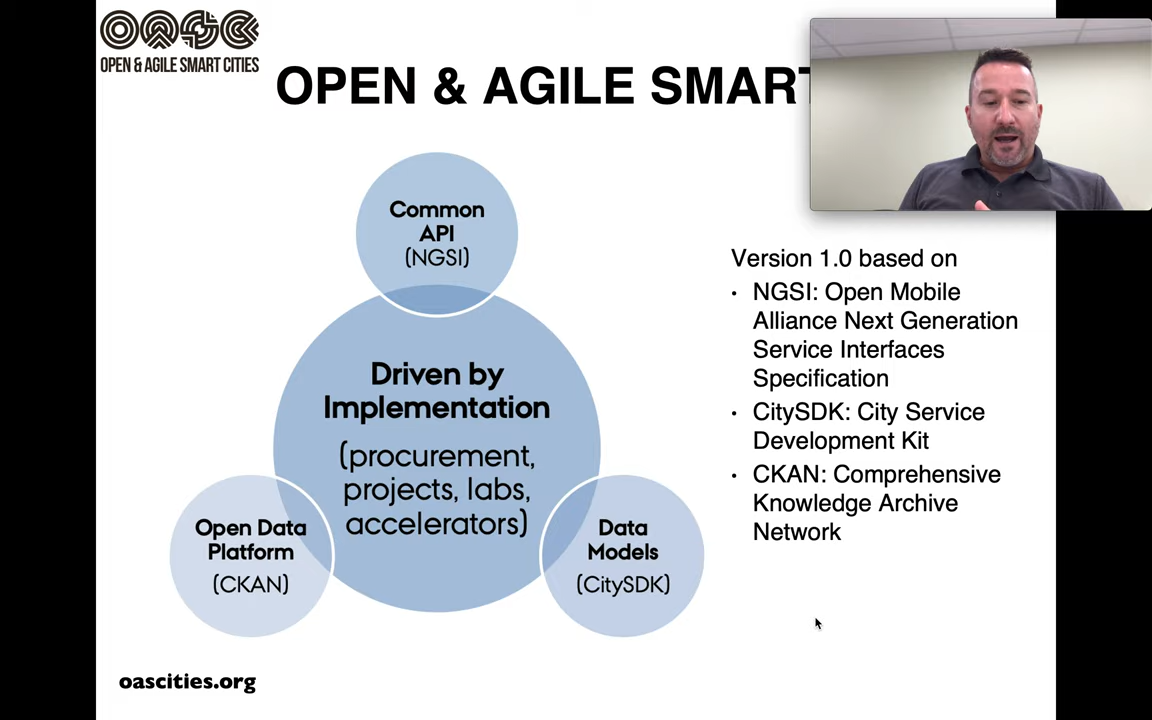 OPEN & AGILE SMART CITIES
OPEN & AGILE SMART
Common
API
(NGSI)
Driven by
Implementation
(procurement,
projects, labs,
accelerators)
Open Data
Platform
(CKAN)
Data
Models
(CitySDK)
Version 1.0 based on
• NGSI: Open Mobile
Alliance Next Generation
Service Interfaces
Specification
• CitySDK: City Service
Development Kit
• CKAN: Comprehensive
Knowledge Archive
Network
oascities.org